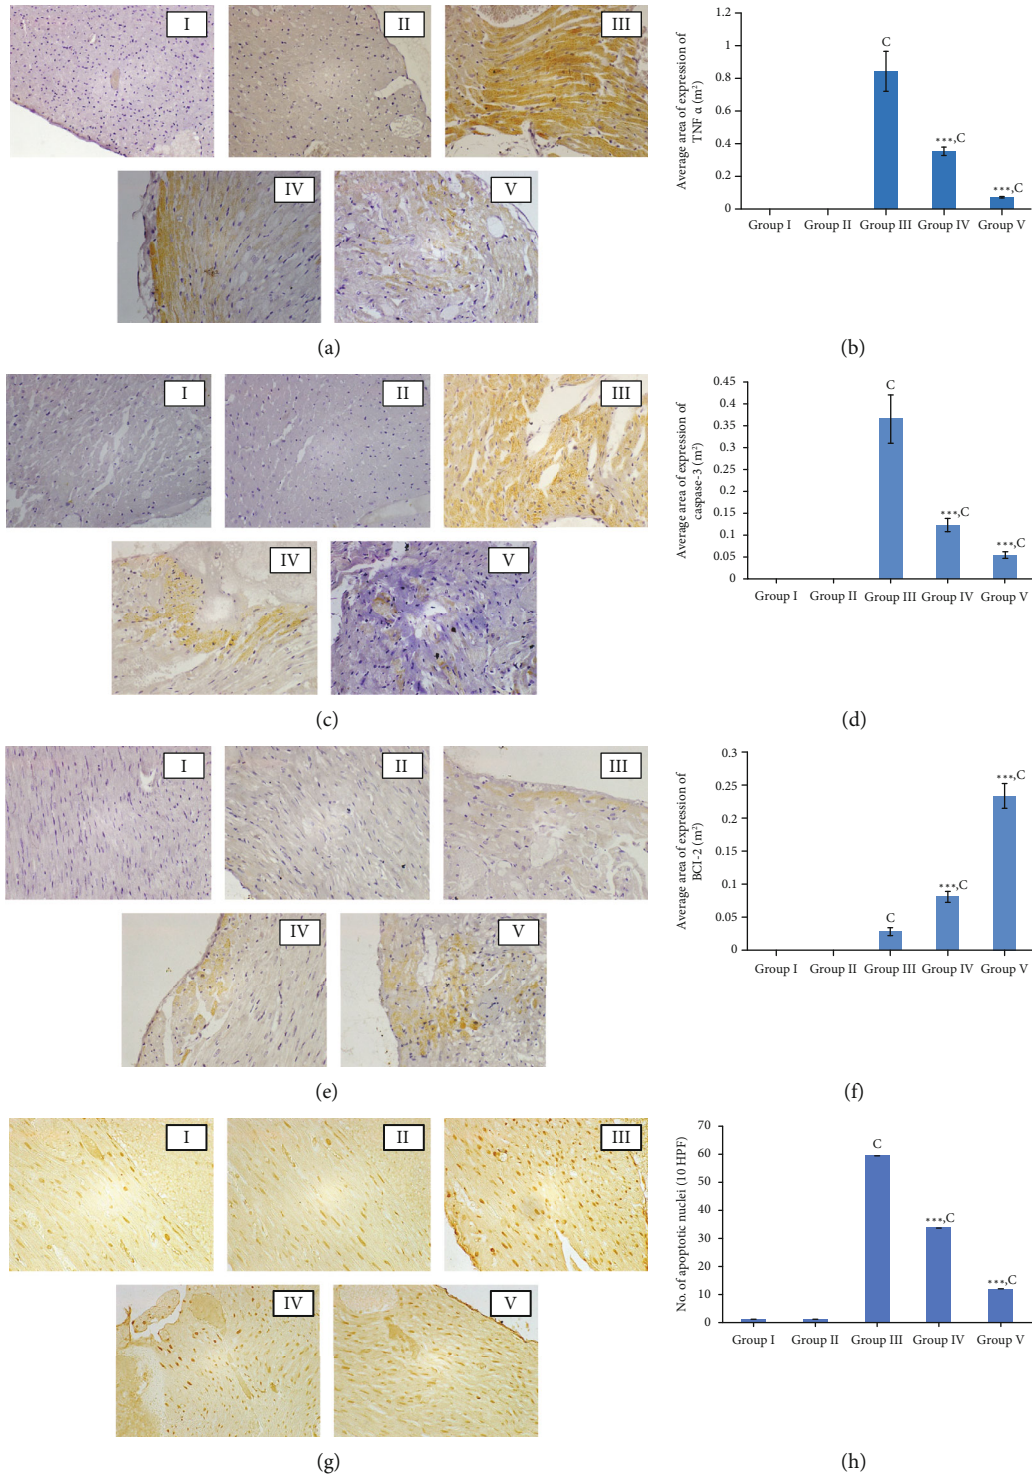 I
II
III
IV
V
(a)
Average area of expression of
TNF α (m²)
1.2
1
0.8
0.6
0.4
0.2
0
C
***,C
***,C
Group I
Group II
Group III
Group IV
Group V
(b)
I
II
III
IV
V
(c)
Average area of expression of
caspase-3 (m²)
0.45
0.4
0.35
0.3
0.25
0.2
0.15
0.1
0.05
0
C
***,C
***,C
Group I
Group II
Group III
Group IV
Group V
(d)
I
II
III
IV
V
(e)
Average area of expression of
BCI-2 (m²)
0.3
0.25
0.2
0.15
0.1
0.05
0
C
***,C
***,C
Group I
Group II
Group III
Group IV
Group V
(f)
I
II
III
IV
V
(g)
No. of apoptotic nuclei (10 HPF)
70
60
50
40
30
20
10
0
C
***,C
***,C
Group I
Group II
Group III
Group IV
Group V
(h)